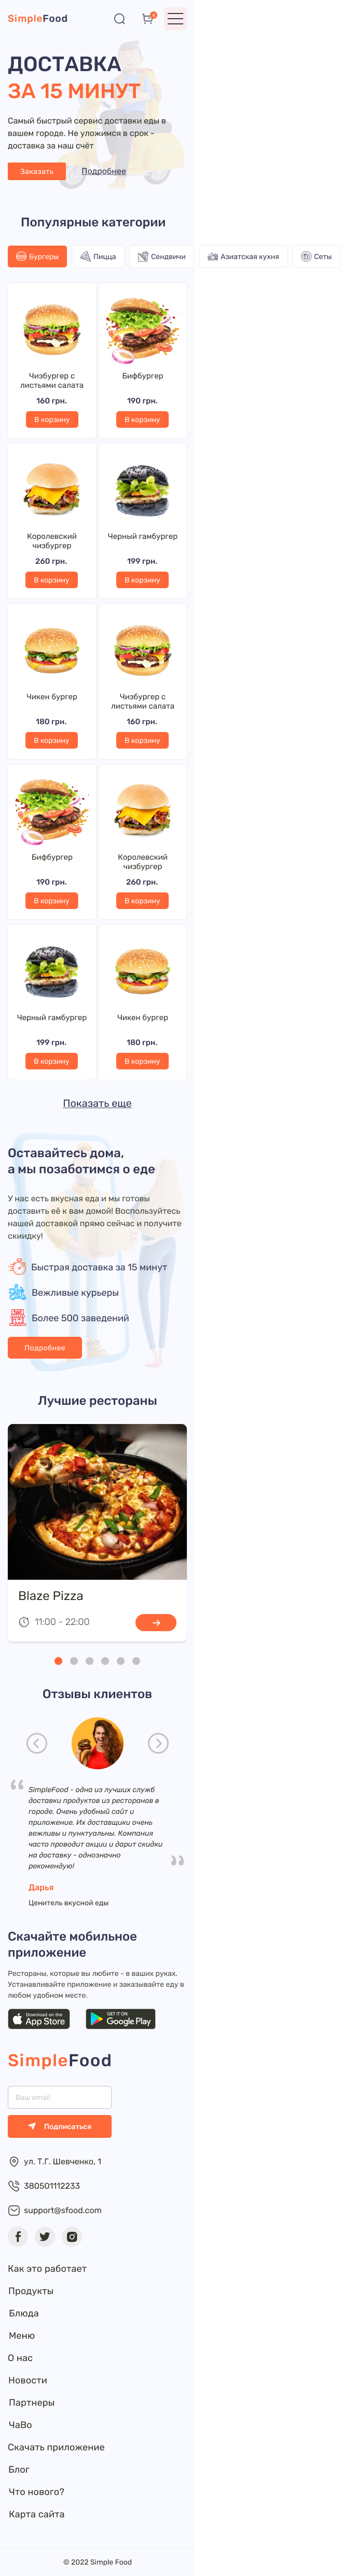 SimpleFood
ДОСТАВКА
ЗА 15 МИНУТ
Самый быстрый сервис доставки еды в
вашем городе. Не уложимся в срок -
доставка за наш счёт
Заказать
Подробнее
Популярные категории
Бургеры
Пицца
Сендвичи
Азиатская кухня
Сеты
Чизбургер с
листьями салата
160 грн.
В корзину
Бифбургер
190 грн.
В корзину
Королевский
чизбургер
260 грн.
В корзину
Черный гамбургер
199 грн.
В корзину
Чикен бургер
180 грн.
В корзину
Чизбургер с
листьями салата
160 грн.
В корзину
Бифбургер
190 грн.
В корзину
Королевский
чизбургер
260 грн.
В корзину
Черный гамбургер
199 грн.
В корзину
Чикен бургер
180 грн.
В корзину
Показать еще
Оставайтесь дома,
а мы позаботимся о еде
У нас есть вкусная еда и мы готовы
доставить её к вам домой! Воспользуйтесь
нашей доставкой прямо сейчас и получите
скиидку!
Быстрая доставка за 15 минут
Вежливые курьеры
Более 500 заведений
Подробнее
Лучшие рестораны
Blaze Pizza
11:00 - 22:00
Отзывы клиентов
SimpleFood - одна из лучших служб
доставки продуктов из ресторанов в
городе. Очень удобный сайт и
приложение. Их доставщики очень
вежливы и пунктуальны. Компания
часто проводит акции и дарит скидки
на доставку - однозначно
рекомендую!
Дарья
Ценитель вкусной еды
Скачайте мобильное
приложение
Рестораны, которые вы любите - в ваших руках.
Устанавливайте приложение и заказывайте еду в
любом удобном месте.
Download on the
App Store
GET IT ON
Google Play
SimpleFood
Ваш email
Подписаться
ул. Т.Г. Шевченко, 1
380501112233
support@sfood.com
Как это работает
Продукты
Блюда
Меню
О нас
Новости
Партнеры
ЧаВо
Скачать приложение
Блог
Что нового?
Карта сайта
© 2022 Simple Food